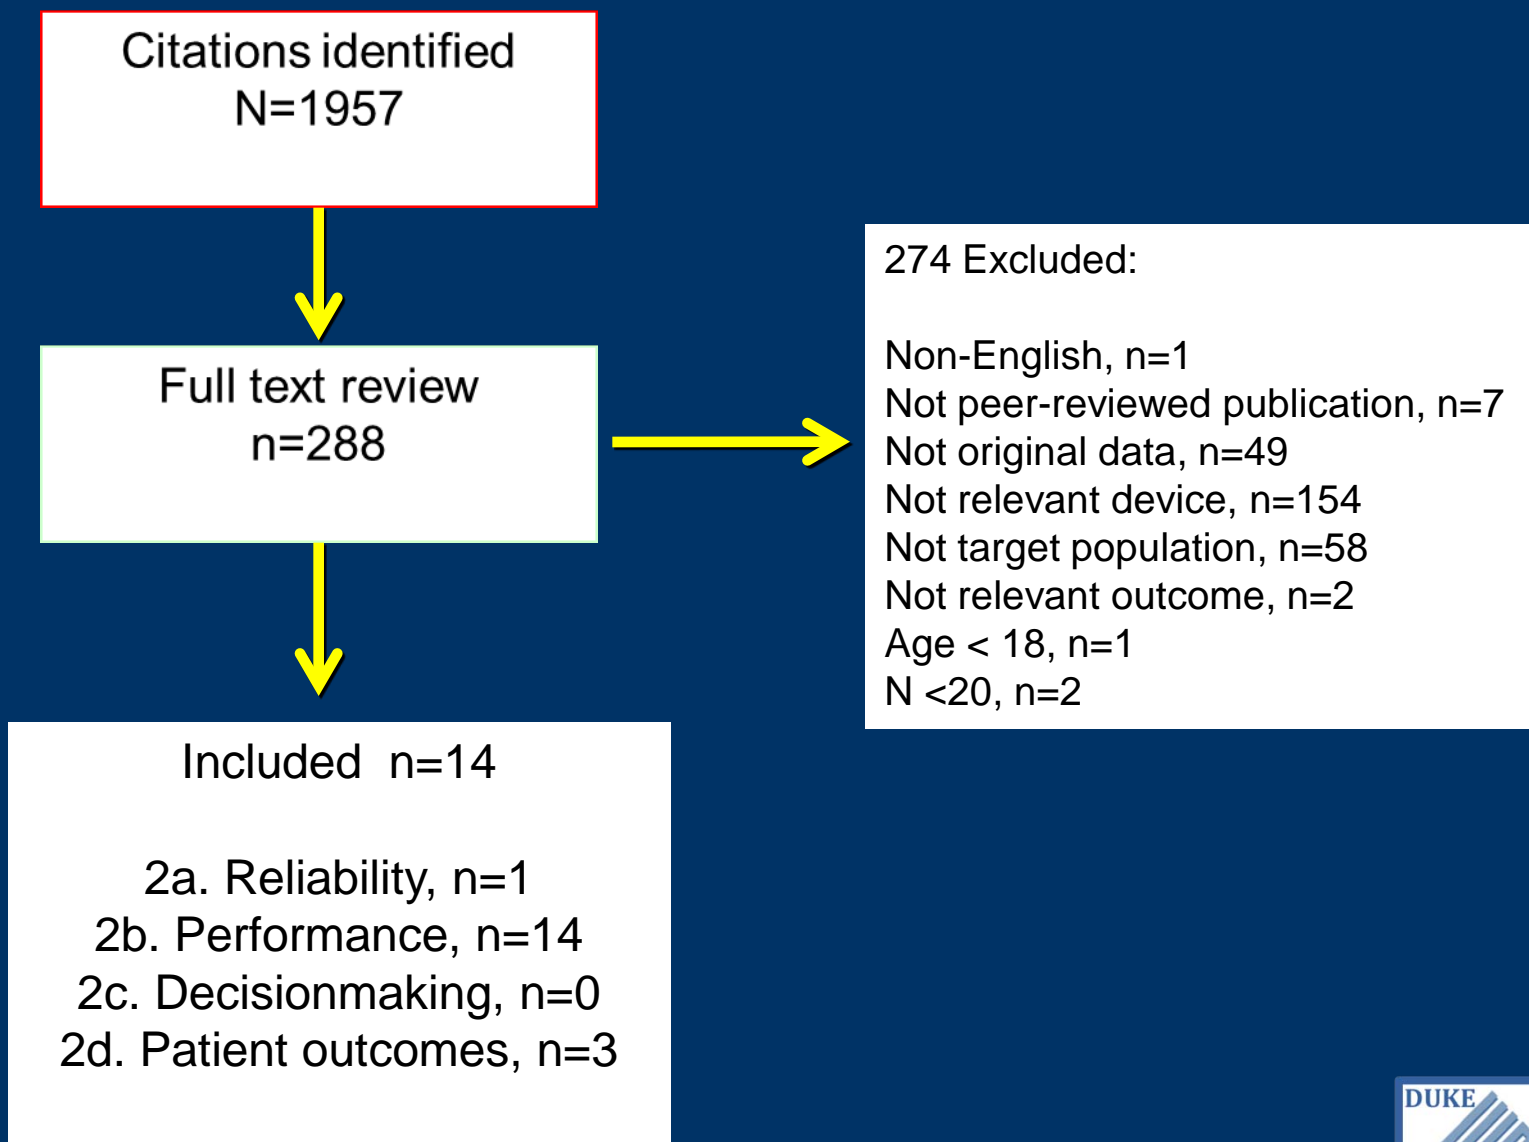 Citations identified
N=1957
Full text review
n=288
274 Excluded:
Non-English, n=1
Not peer-reviewed publication, n=7
Not original data, n=49
Not relevant device, n=154
Not target population, n=58
Not relevant outcome, n=2
Age < 18, n=1
N <20, n=2
Included n=14
2a. Reliability, n=1
2b. Performance, n=14
2c. Decisionmaking, n=0
2d. Patient outcomes, n=3
DUKE